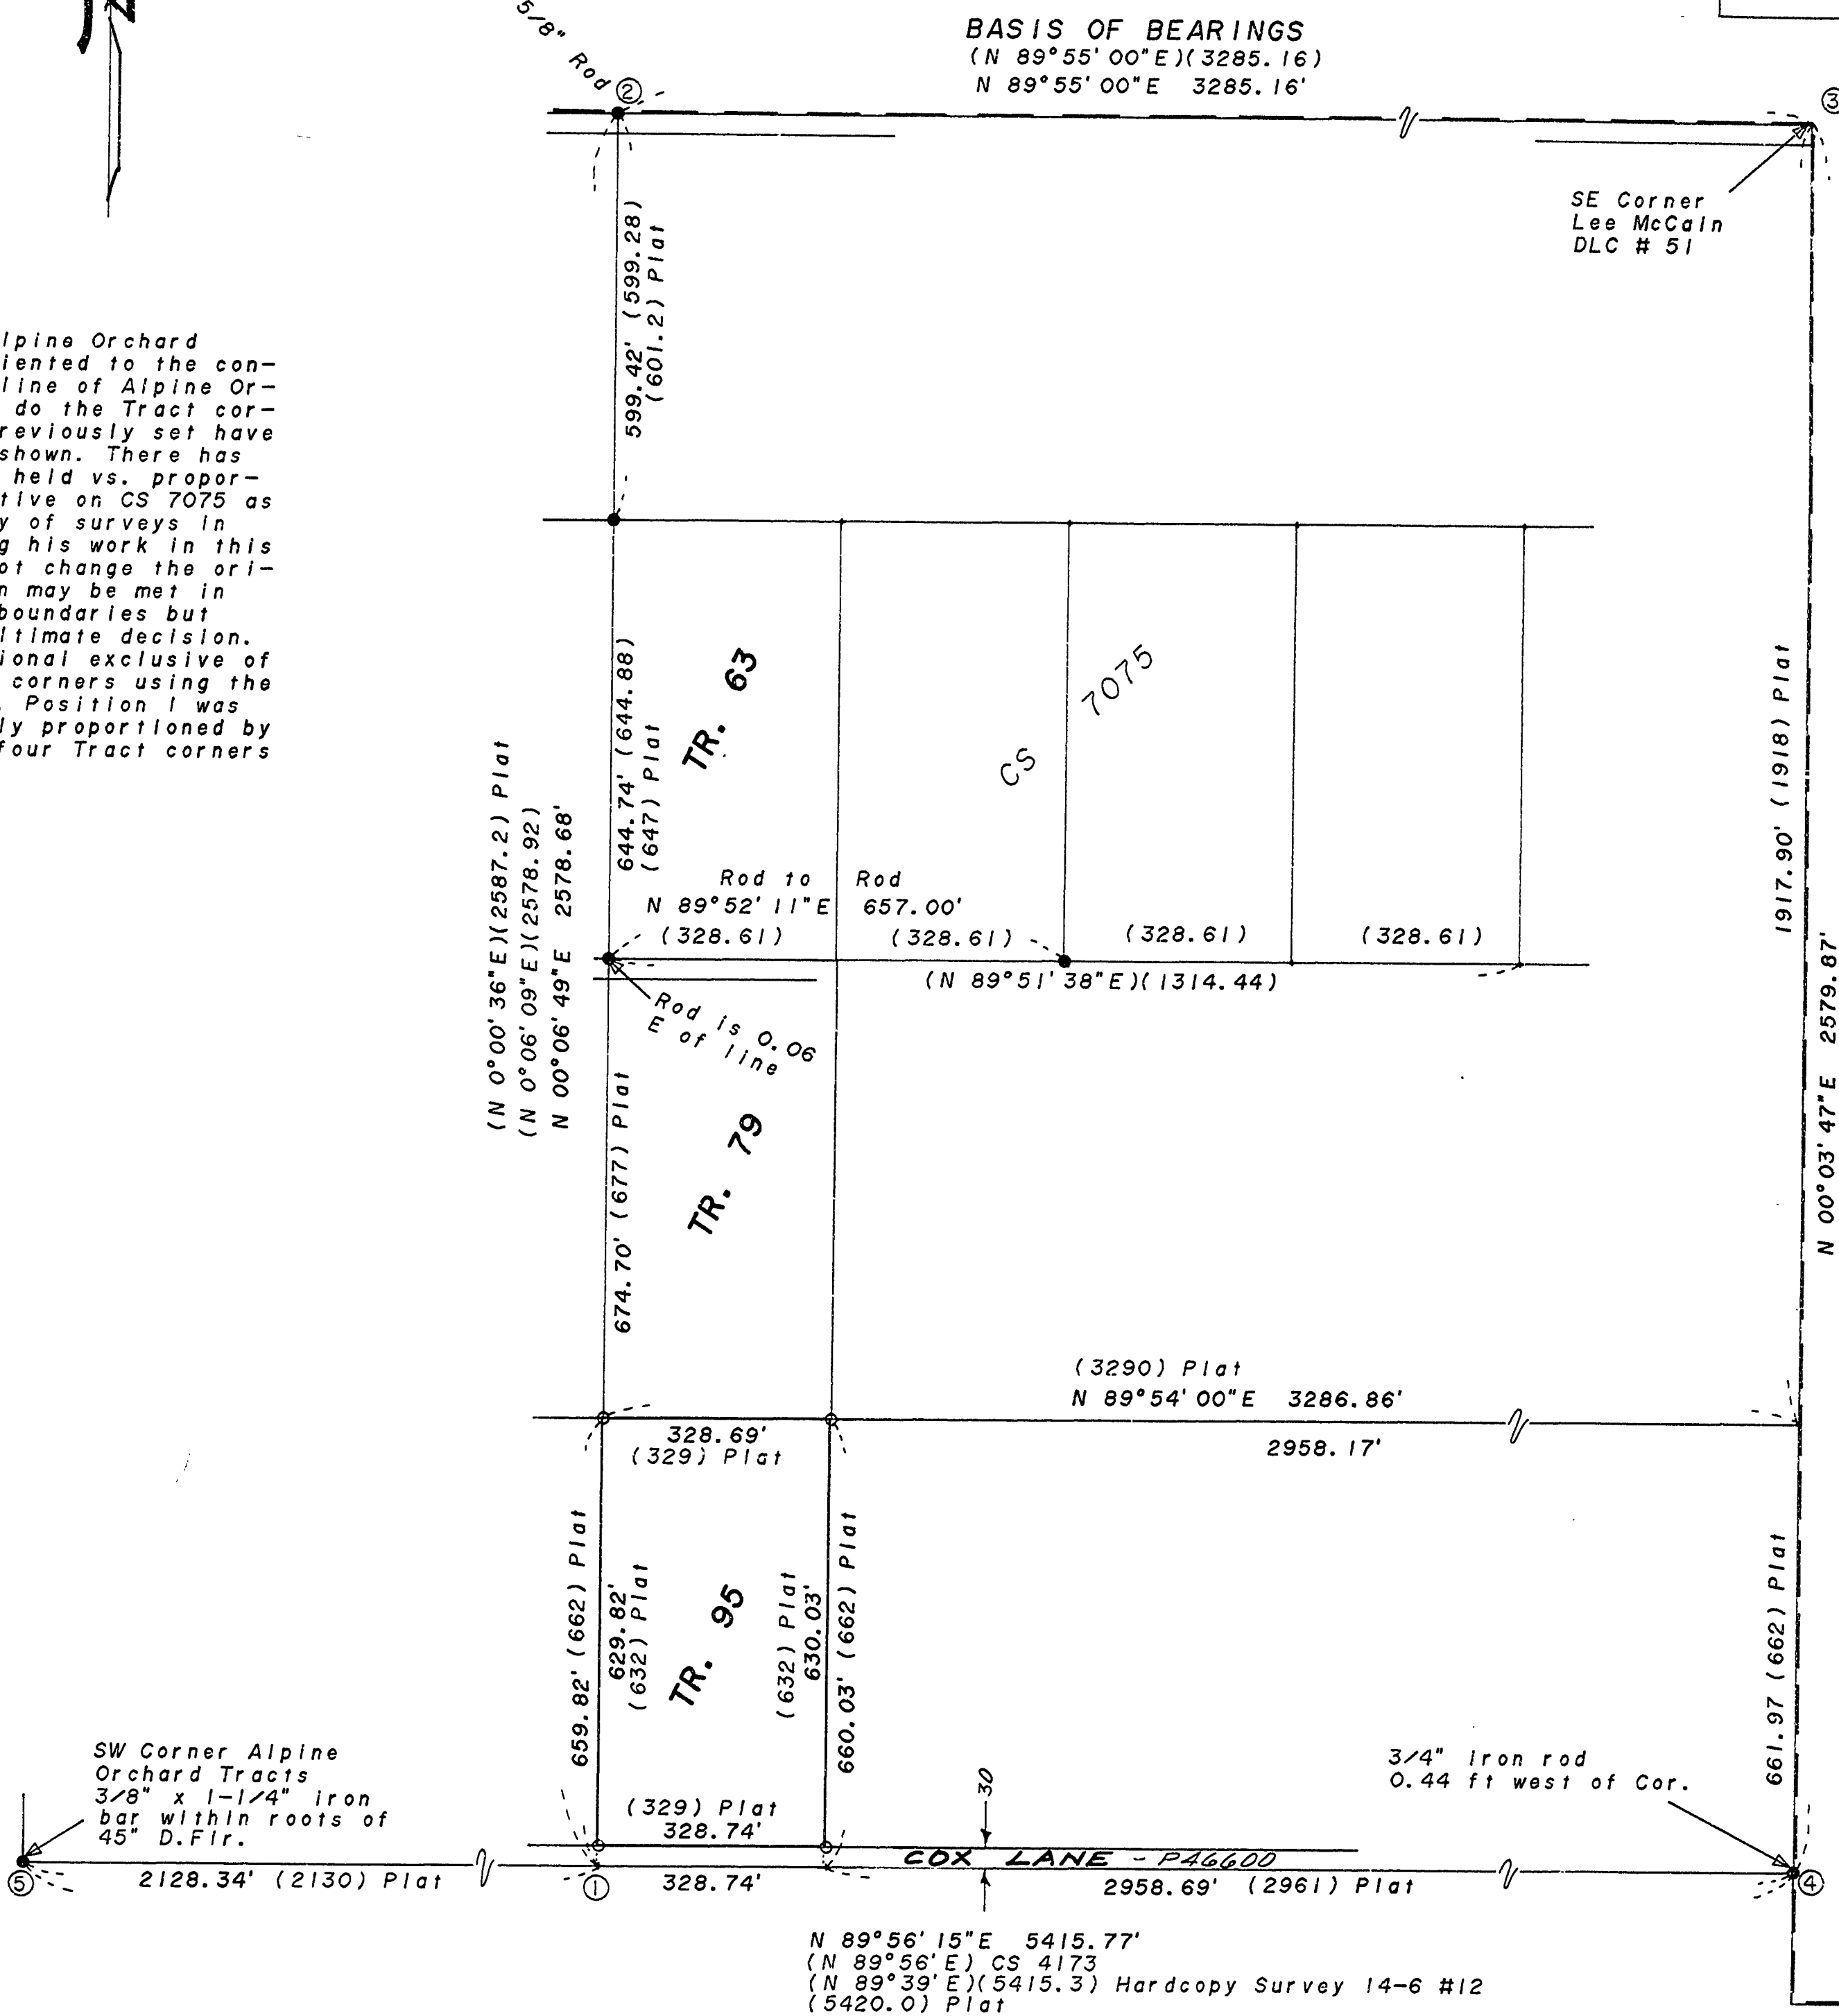 BASIS OF BEARINGS
(N 89°55'00"E)(3285.16)
N 89°55'00"E 3285.16'
5/8" Rod
2
3
SE Corner
Lee McCain
DLC # 51
599.42' (599.28)
(601.2) Plat
lpine Orchard
iented to the con-
line of Alpine Or-
do the Tract cor-
reviously set have
shown. There has
held vs. propor-
tive on CS 7075 as
y of surveys in
g his work in this
ot change the ori-
n may be met in
boundaries but
ltimate decision.
ional exclusive of
corners using the
. Position 1 was
ly proportioned by
four Tract corners
644.74' (644.88)
(647) Plat
TR. 63
CS 7075
1917.90' (1918) Plat
N 00°03'47"E 2579.87'
(N 0°00'36"E)(2587.2) Plat
(N 0°06'09"E)(2578.92)
N 00°06'49"E 2578.68'
Rod to Rod
N 89°52'11"E 657.00'
(328.61) (328.61) (328.61) (328.61)
(N 89°51'38"E)(1314.44)
Rod is 0.06
E of line
674.70' (677) Plat
TR. 79
(3290) Plat
N 89°54'00"E 3286.86'
328.69'
(329) Plat
2958.17'
659.82' (662) Plat
629.82'
(632) Plat
TR. 95
(632) Plat
630.03'
660.03' (662) Plat
661.97 (662) Plat
SW Corner Alpine
Orchard Tracts
3/8" x 1-1/4" iron
bar within roots of
45" D.Fir.
3/4" Iron rod
0.44 ft west of Cor.
30
(329) Plat
328.74'
COX LANE - P46600
5
2128.34' (2130) Plat
1
328.74'
2958.69' (2961) Plat
4
N 89°56'15"E 5415.77'
(N 89°56'E) CS 4173
(N 89°39'E)(5415.3) Hardcopy Survey 14-6 #12
(5420.0) Plat